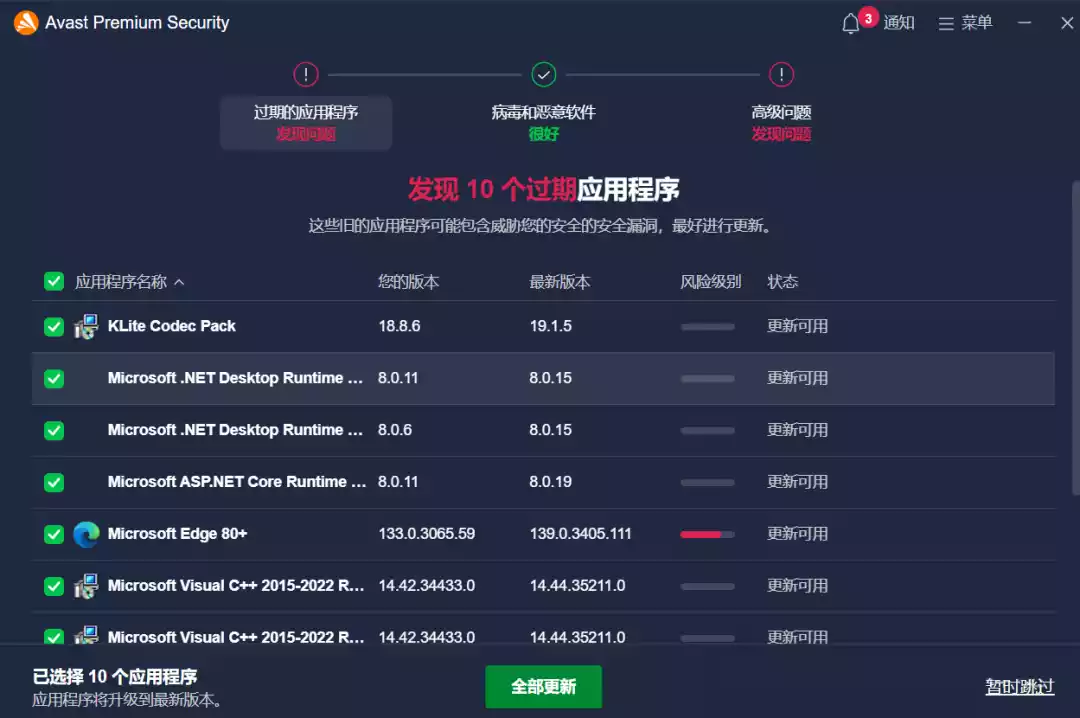 Avast Premium Security
3
通知
菜单
过期的应用程序
发现问题
病毒和恶意软件
很好
高级问题
发现问题
发现 10 个过期应用程序
这些旧的应用程序可能包含威胁您的安全的安全漏洞，最好进行更新。
应用程序名称 您的版本 最新版本 风险级别 状态
KLite Codec Pack 18.8.6 19.1.5 更新可用
Microsoft .NET Desktop Runtime ... 8.0.11 8.0.15 更新可用
Microsoft .NET Desktop Runtime ... 8.0.6 8.0.15 更新可用
Microsoft ASP.NET Core Runtime ... 8.0.11 8.0.19 更新可用
Microsoft Edge 80+ 133.0.3065.59 139.0.3405.111 更新可用
Microsoft Visual C++ 2015-2022 R... 14.42.34433.0 14.44.35211.0 更新可用
Microsoft Visual C++ 2015-2022 R... 14.42.34433.0 14.44.35211.0 更新可用
已选择 10 个应用程序
应用程序将升级到最新版本。
全部更新
暂时跳过